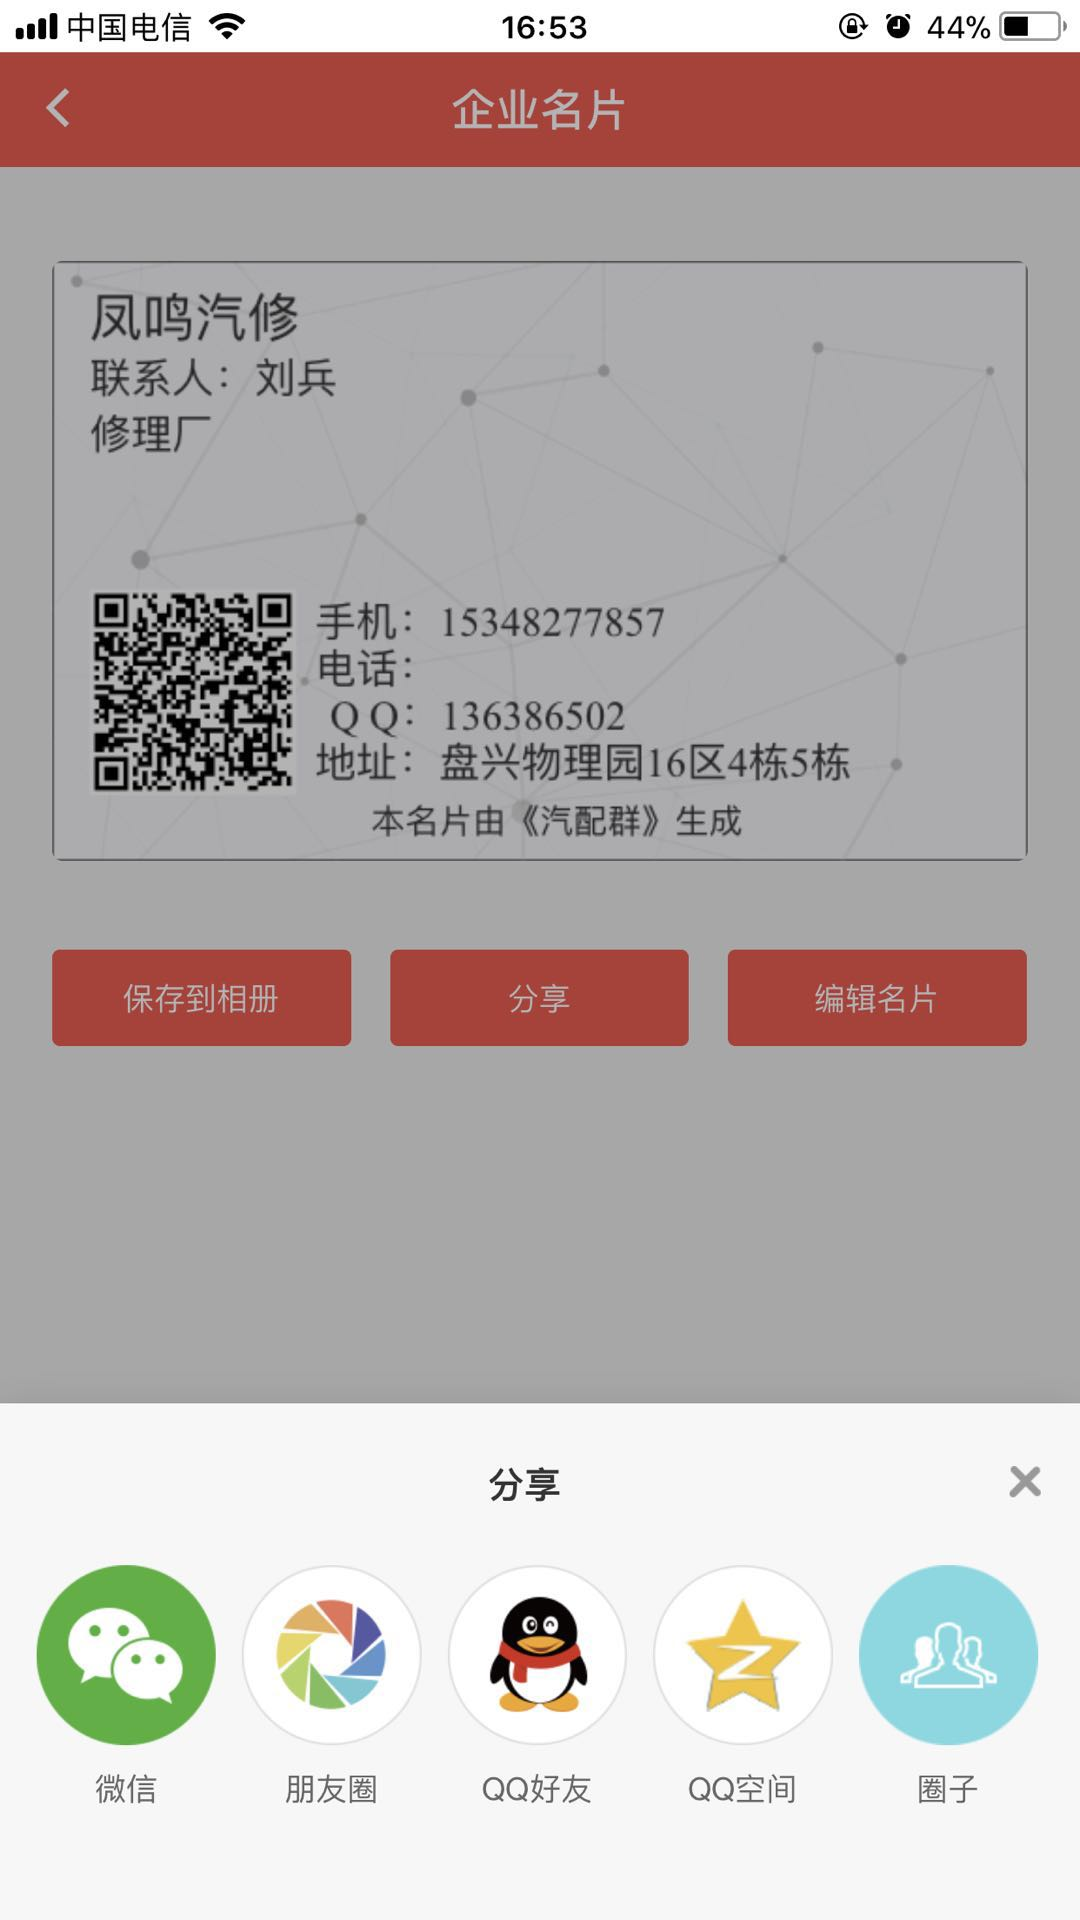 中国电信 16:53 44%
企业名片
凤鸣汽修
联系人：刘兵
修理厂
手机：15348277857
电话：
QQ：136386502
地址：盘兴物理园16区4栋5栋
本名片由《汽配群》生成
保存到相册 分享 编辑名片
分享
微信 朋友圈 QQ好友 QQ空间 圈子